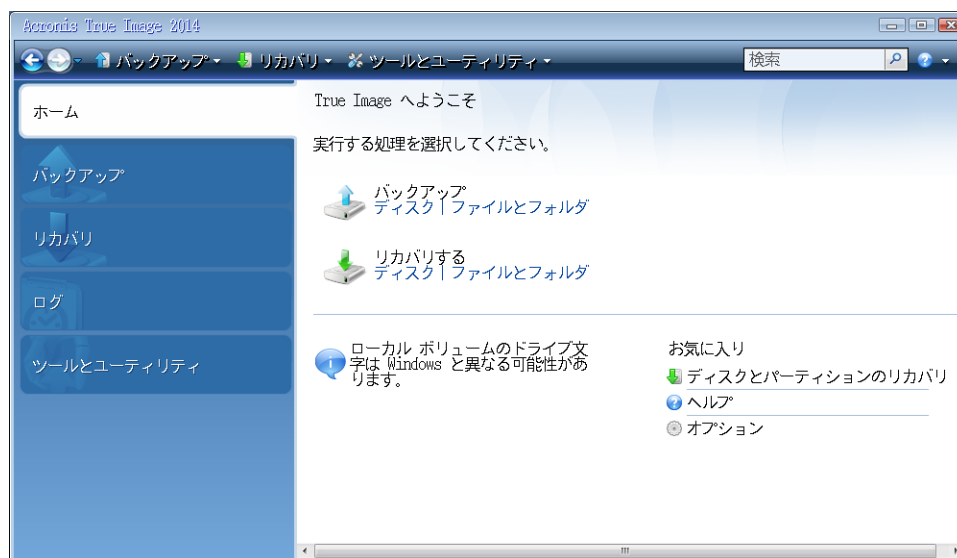 Acronis True Image 2014
バックアップ リカバリ ツールとユーティリティ 検索
ホーム
バックアップ
リカバリ
ログ
ツールとユーティリティ
True Image へようこそ
実行する処理を選択してください。
バックアップ
ディスク | ファイルとフォルダ
リカバリする
ディスク | ファイルとフォルダ
ローカル ボリュームのドライブ文
字は Windows と異なる可能性があ
ります。
お気に入り
ディスクとパーティションのリカバリ
ヘルプ
オプション